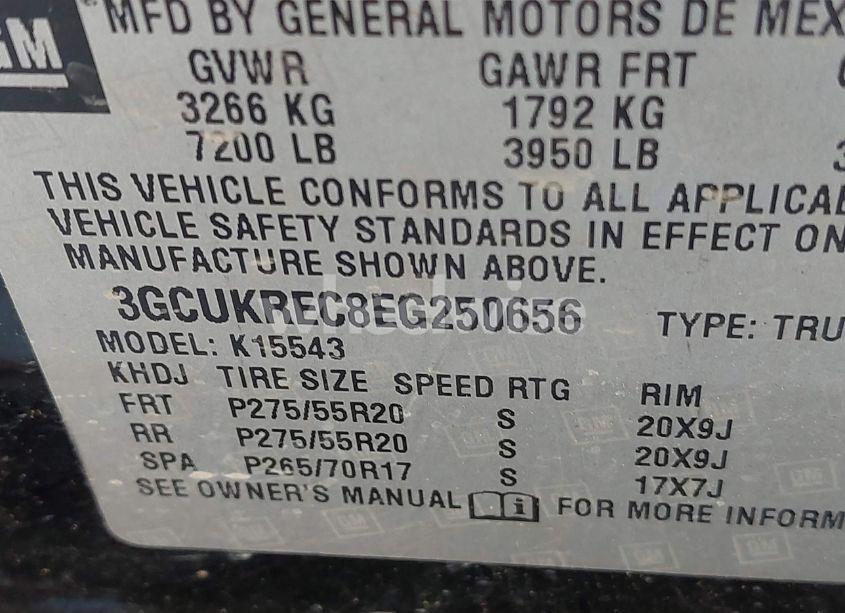 GM
MFD BY GENERAL MOTORS DE MEX
GVWR GAWR FRT
3266 KG 1792 KG
7200 LB 3950 LB
THIS VEHICLE CONFORMS TO ALL APPLICAB
VEHICLE SAFETY STANDARDS IN EFFECT ON
MANUFACTURE SHOWN ABOVE.
3GCUKREC8EG250656 TYPE: TRU
MODEL: K15543
KHDJ TIRE SIZE SPEED RTG RIM
FRT P275/55R20 S 20X9J
RR P275/55R20 S 20X9J
SPA P265/70R17 S 17X7J
SEE OWNER'S MANUAL i FOR MORE INFORM